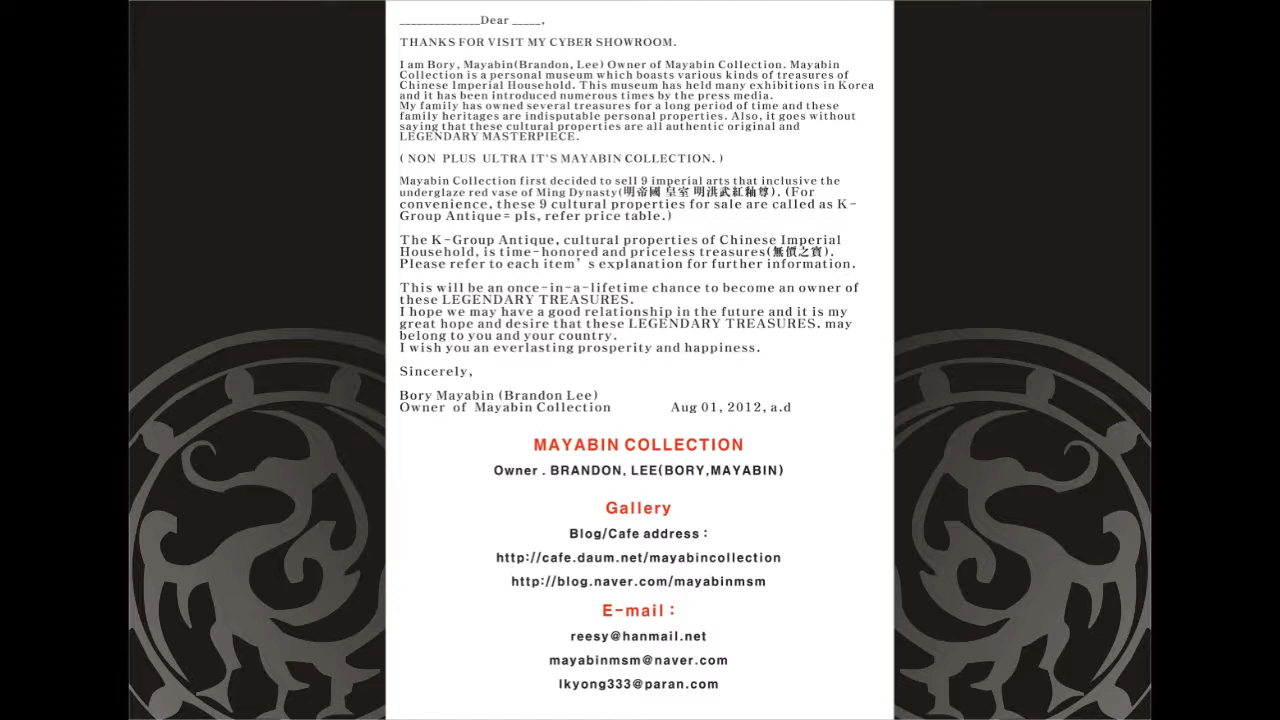 ______________Dear _____,
THANKS FOR VISIT MY CYBER SHOWROOM.
I am Bory, Mayabin(Brandon, Lee) Owner of Mayabin Collection. Mayabin
Collection is a personal museum which boasts various kinds of treasures of
Chinese Imperial Household. This museum has held many exhibitions in Korea
and it has been introduced numerous times by the press media.
My family has owned several treasures for a long period of time and these
family heritages are indisputable personal properties. Also, it goes without
saying that these cultural properties are all authentic original and
LEGENDARY MASTERPIECE.
( NON PLUS ULTRA IT'S MAYABIN COLLECTION. )
Mayabin Collection first decided to sell 9 imperial arts that inclusive the
underglaze red vase of Ming Dynasty(明帝國 皇室 明洪武紅釉尊). (For
convenience, these 9 cultural properties for sale are called as K-
Group Antique= pls, refer price table.)
The K-Group Antique, cultural properties of Chinese Imperial
Household, is time-honored and priceless treasures(無價之寶).
Please refer to each item's explanation for further information.
This will be an once-in-a-lifetime chance to become an owner of
these LEGENDARY TREASURES.
I hope we may have a good relationship in the future and it is my
great hope and desire that these LEGENDARY TREASURES. may
belong to you and your country.
I wish you an everlasting prosperity and happiness.
Sincerely,
Bory Mayabin (Brandon Lee)
Owner of Mayabin Collection Aug 01, 2012, a.d
MAYABIN COLLECTION
Owner . BRANDON, LEE(BORY,MAYABIN)
Gallery
Blog/Cafe address :
http://cafe.daum.net/mayabincollection
http://blog.naver.com/mayabinmsm
E-mail :
reesy@hanmail.net
mayabinmsm@naver.com
lkyong333@paran.com